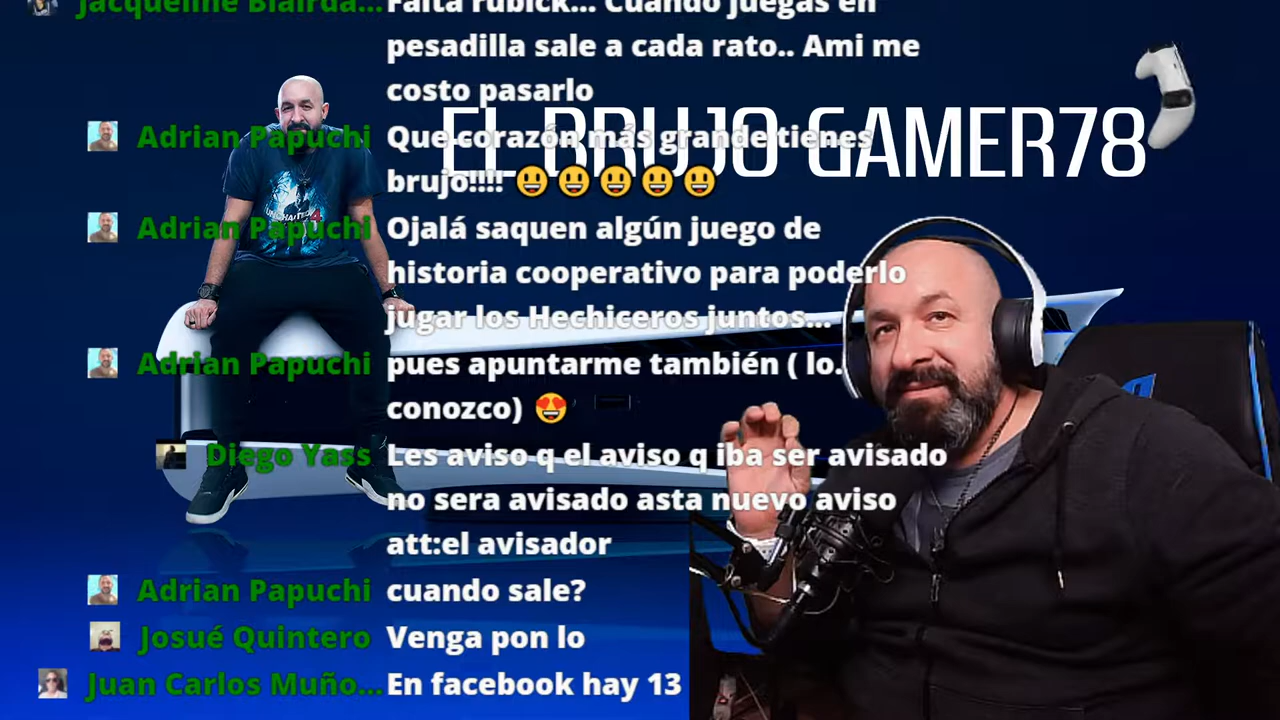 Jacqueline Blairda... Falta rubick... Cuando juegas en
pesadilla sale a cada rato.. Ami me
costo pasarlo
EL BRUJO GAMER78
Adrian Papuchi Que corazón más grande tienes
brujo!!!! 😃😃😃😃😃
UNCHARTED 4
Adrian Papuchi Ojalá saquen algún juego de
historia cooperativo para poderlo
jugar los Hechiceros juntos...
Adrian Papuchi pues apuntarme también ( lo.
conozco) 😍
Diego Yass Les aviso q el aviso q iba ser avisado
no sera avisado asta nuevo aviso
att:el avisador
Adrian Papuchi cuando sale?
Josué Quintero Venga pon lo
Juan Carlos Muño... En facebook hay 13